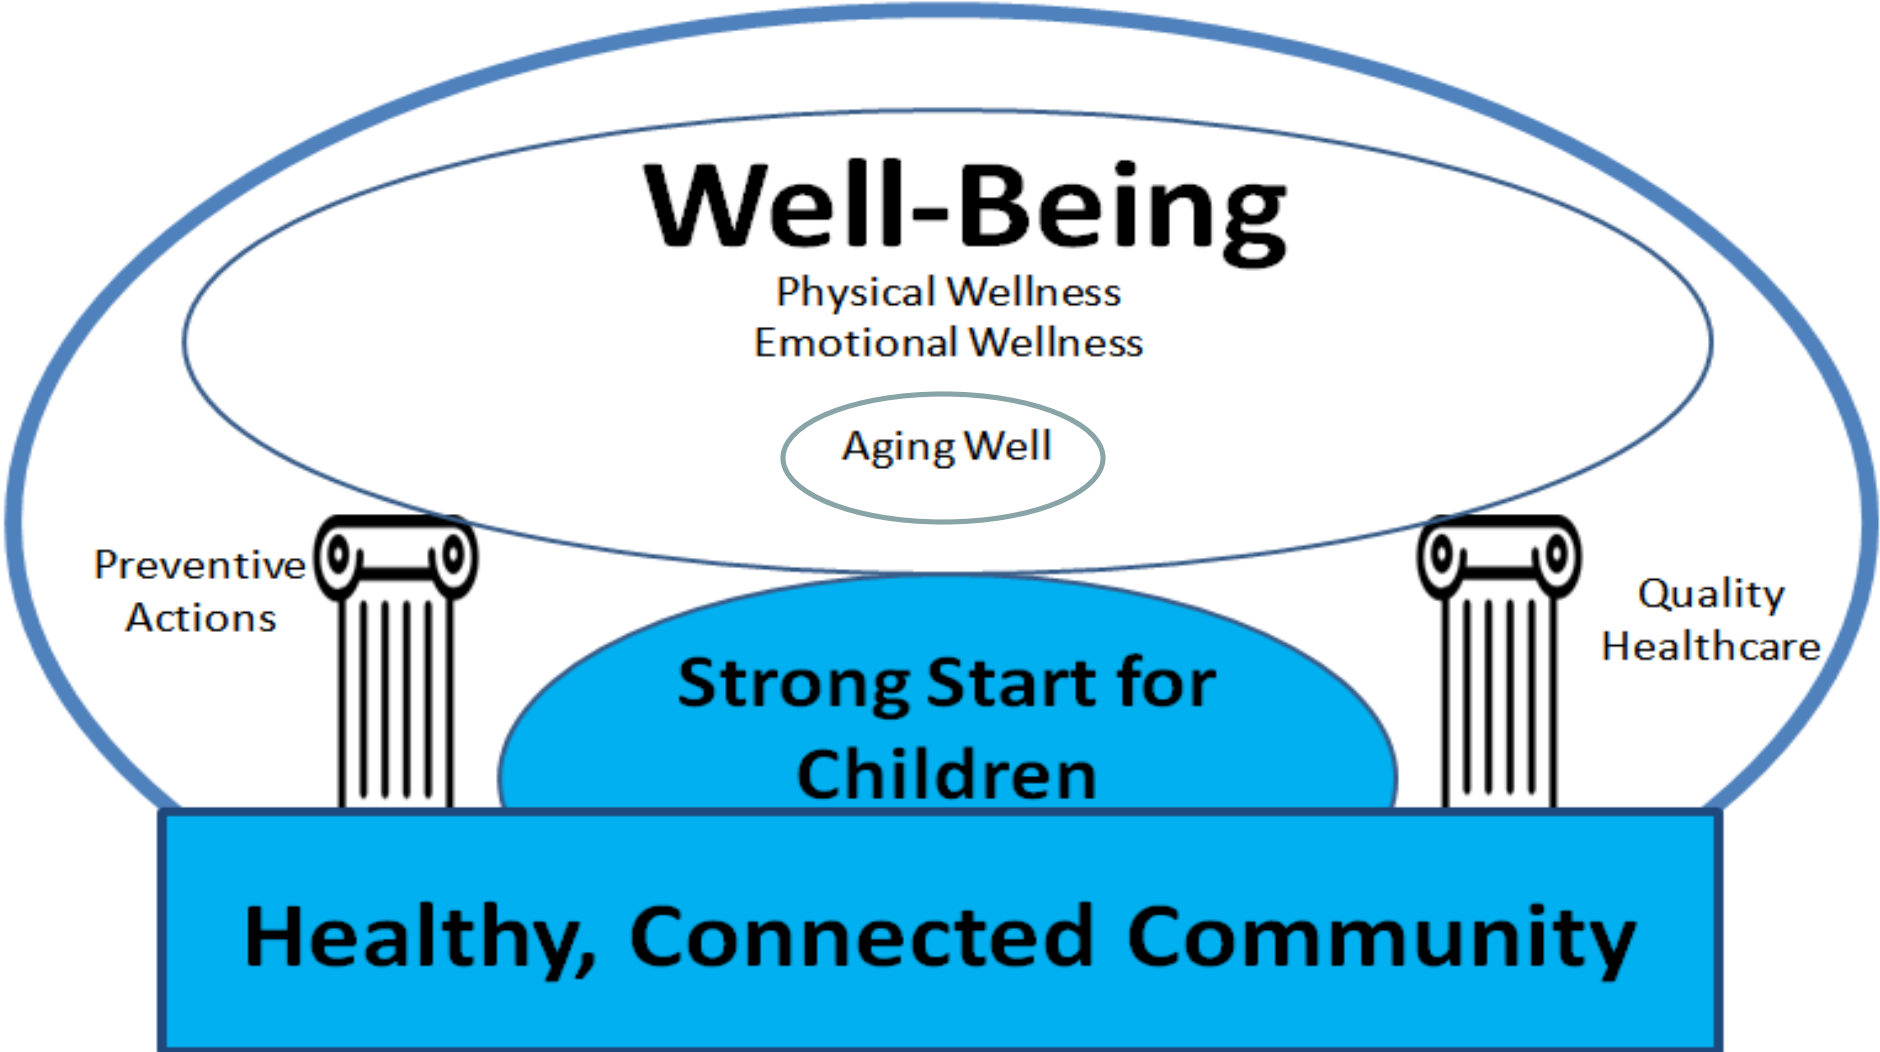 Well-Being
Physical Wellness
Emotional Wellness
Aging Well
Preventive
Actions
Quality
Healthcare
Strong Start for
Children
Healthy, Connected Community